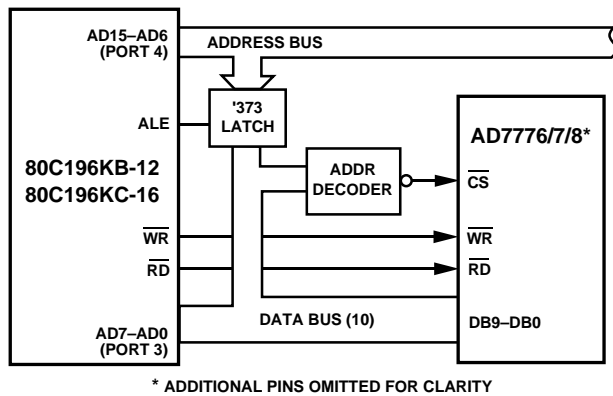 AD15–AD6
(PORT 4)
ADDRESS BUS
'373
LATCH
ALE
AD7776/7/8*
80C196KB-12
80C196KC-16
ADDR
DECODER
CS
WR
WR
RD
RD
DATA BUS (10)
DB9–DB0
AD7–AD0
(PORT 3)
* ADDITIONAL PINS OMITTED FOR CLARITY